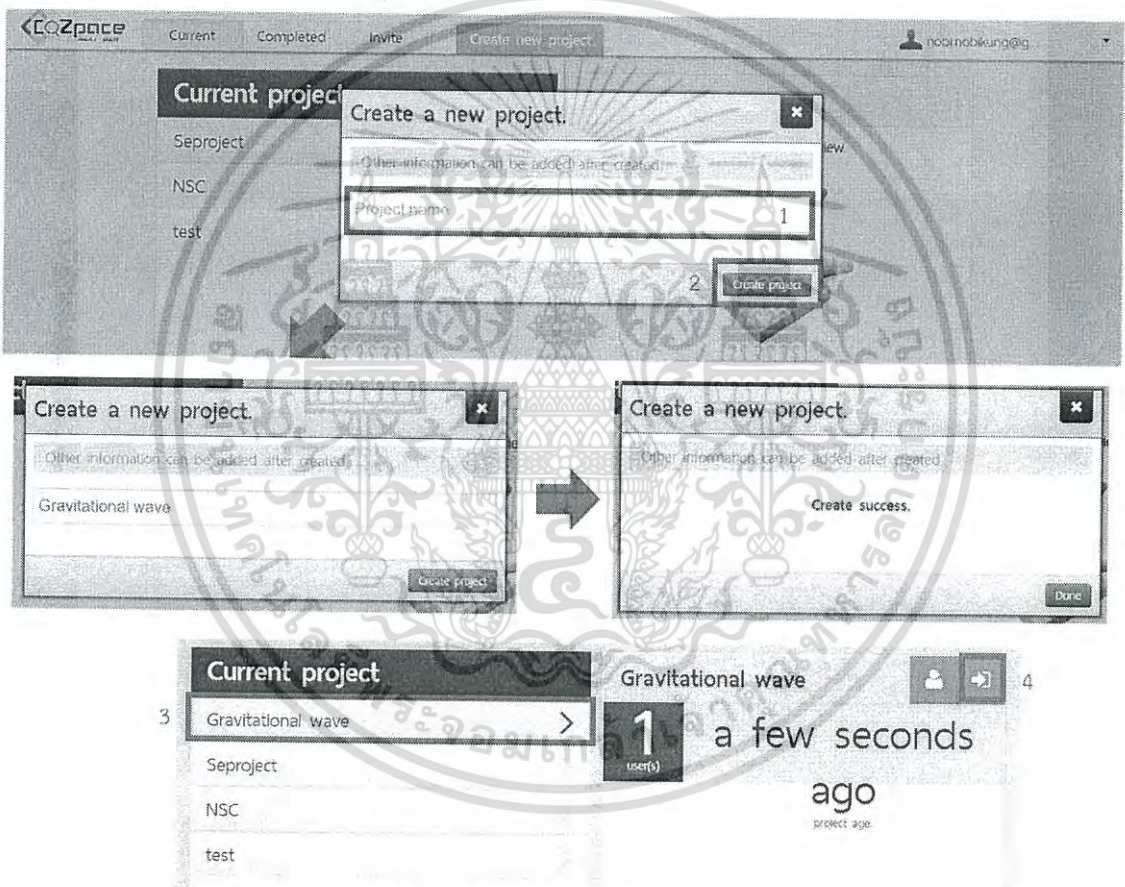 Current Completed Invite Create new project. nobi.nobikung@g...
Current project
Seproject
NSC
test
Create a new project.
Other information can be added after created.
Project name 1
2 Create project
ew
Create a new project.
Other information can be added after created.
Gravitational wave
Create project
Create a new project.
Other information can be added after created.
Create success.
Done
Current project
3 Gravitational wave
Seproject
NSC
test
Gravitational wave 4
1
user(s)
a few seconds
ago
project age.